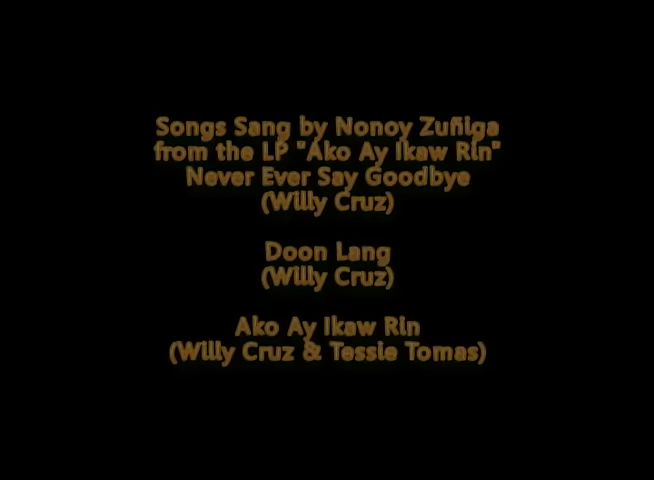 Songs Sang by Nonoy Zuñiga
from the LP "Ako Ay Ikaw Rin"
Never Ever Say Goodbye
(Willy Cruz)
Doon Lang
(Willy Cruz)
Ako Ay Ikaw Rin
(Willy Cruz & Tessie Tomas)